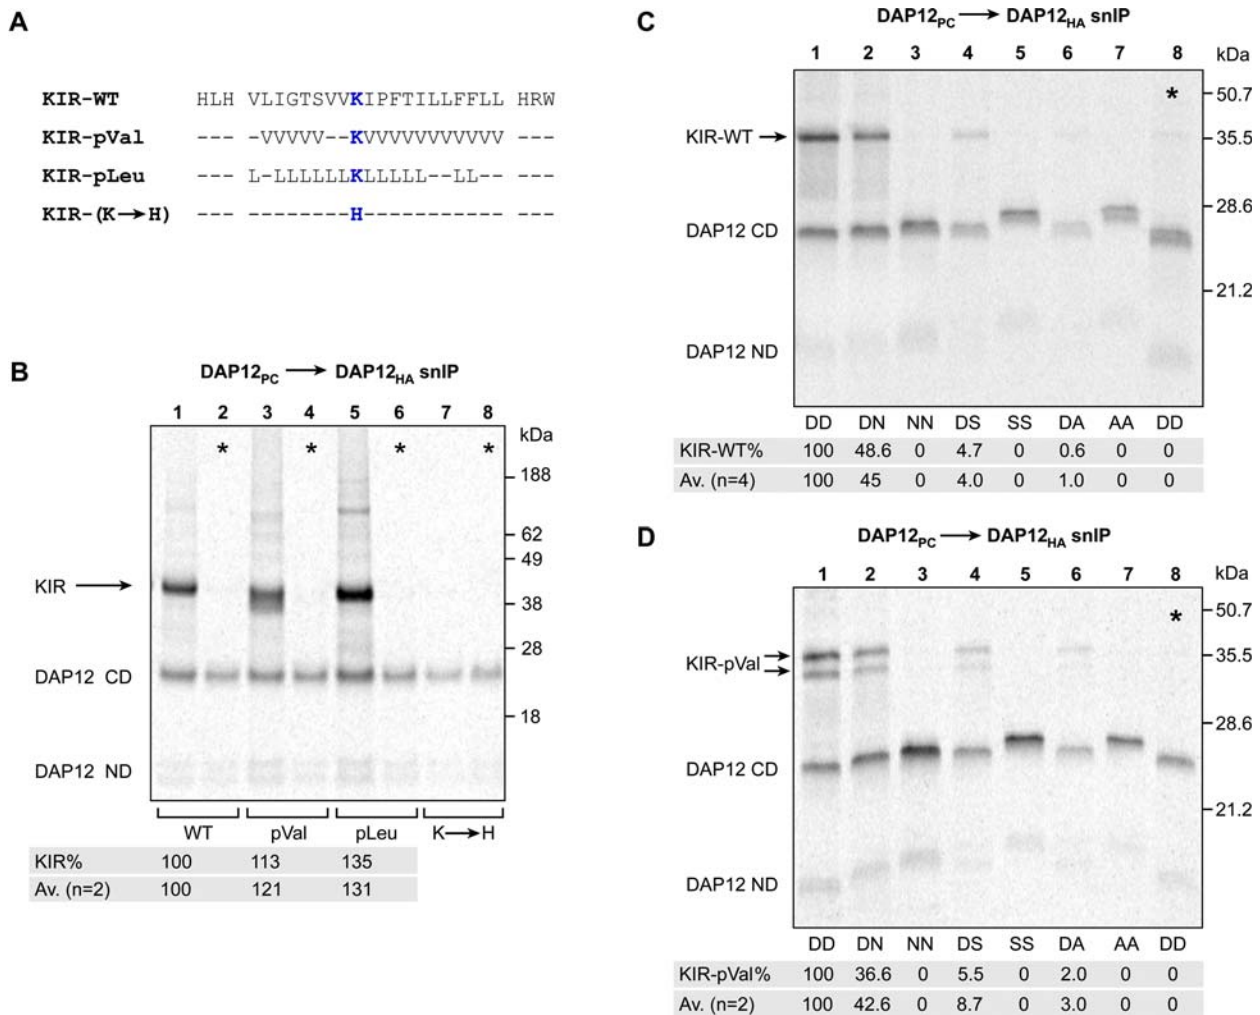 A
KIR-WT HLH VLIGTSVVKIPFTILLFFLL HRW
KIR-pVal --- -VVVVV--KVVVVVVVVVVV ---
KIR-pLeu --- L-LLLLLLKLLLLL--LL-- ---
KIR-(K→H) --- --------H----------- ---
B
DAP12PC → DAP12HA snIP
1 2 3 4 5 6 7 8
kDa
* * * *
188
62
49
KIR →
38
28
DAP12 CD
18
DAP12 ND
WT pVal pLeu K→H
KIR% 100 113 135
Av. (n=2) 100 121 131
C
DAP12PC → DAP12HA snIP
1 2 3 4 5 6 7 8 kDa
*
50.7
KIR-WT → 35.5
28.6
DAP12 CD
21.2
DAP12 ND
DD DN NN DS SS DA AA DD
KIR-WT% 100 48.6 0 4.7 0 0.6 0 0
Av. (n=4) 100 45 0 4.0 0 1.0 0 0
D
DAP12PC → DAP12HA snIP
1 2 3 4 5 6 7 8 kDa
*
50.7
KIR-pVal → → 35.5
28.6
DAP12 CD
21.2
DAP12 ND
DD DN NN DS SS DA AA DD
KIR-pVal% 100 36.6 0 5.5 0 2.0 0 0
Av. (n=2) 100 42.6 0 8.7 0 3.0 0 0